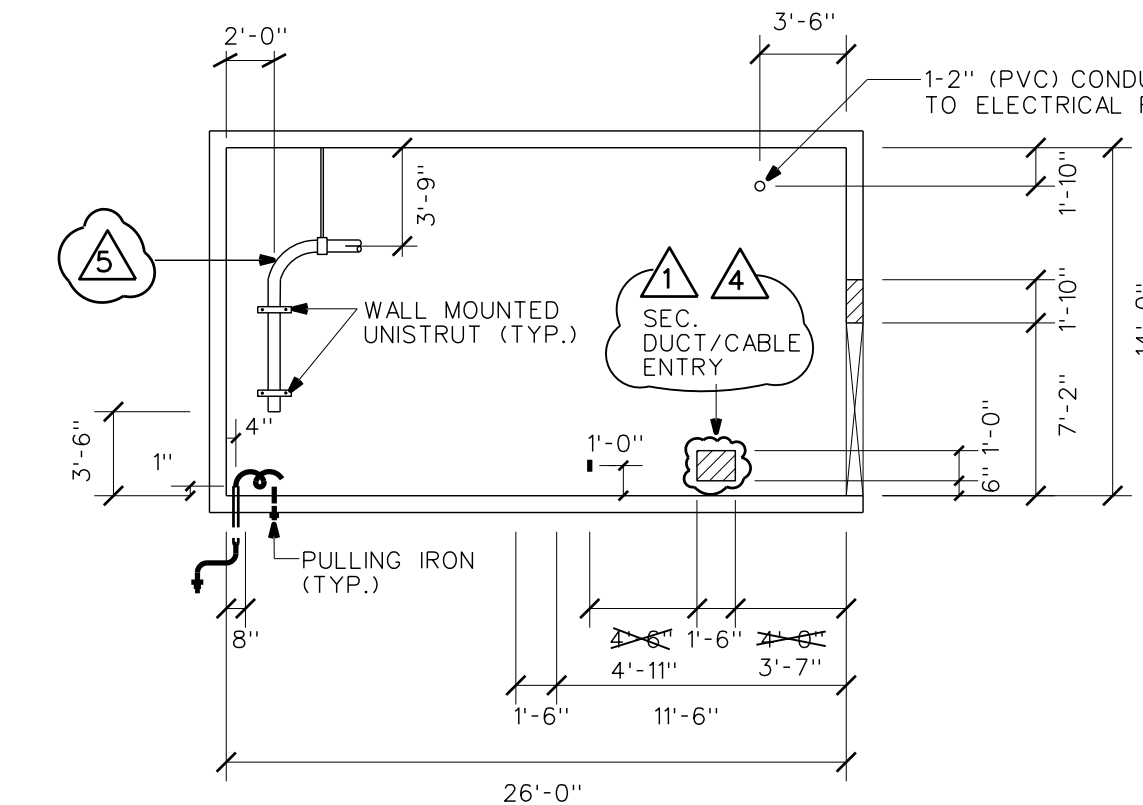 2'-0"
3'-6"
1-2" (PVC)
TO ELECTRICAL
1'-10"
3'-9"
5
1 4
SEC.
DUCT/CABLE
ENTRY
WALL MOUNTED
UNISTRUT (TYP.)
1'-10"
7'-2"
3'-6"
4"
1"
1'-0"
1'-0"
6"
PULLING IRON
(TYP.)
8"
4'-6" 1'-6" 4'-0"
4'-11" 3'-7"
1'-6" 11'-6"
26'-0"